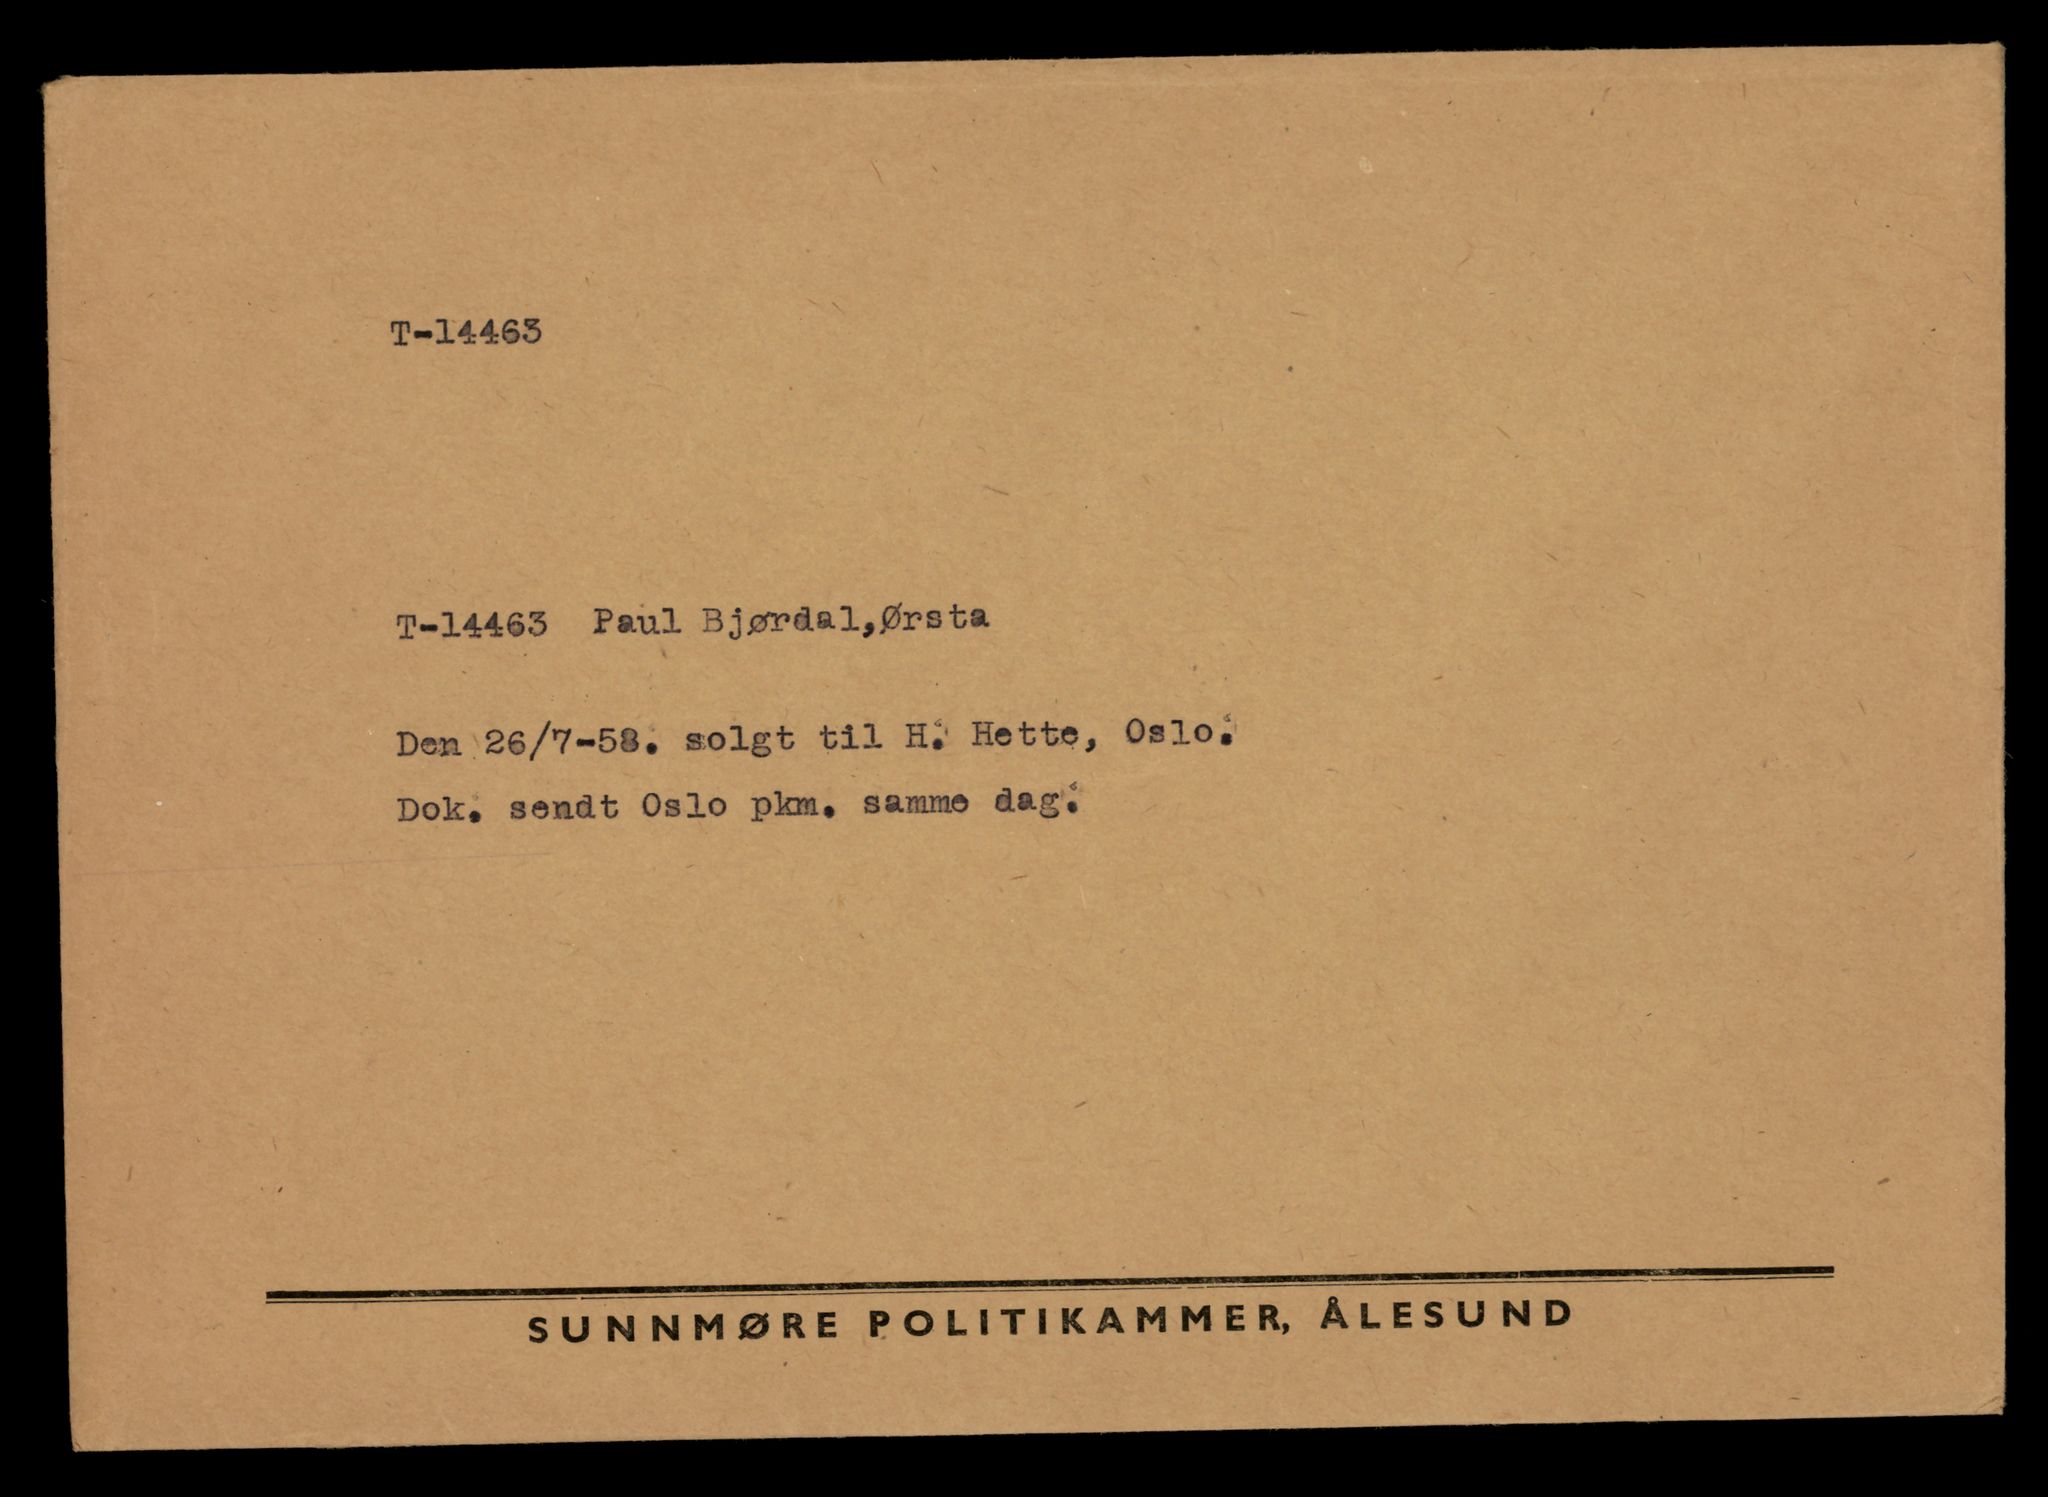 T-14463
T-14463 Paul Bjørdal,Ørsta
Den 26/7-58. solgt til H. Hette, Oslo.
Dok. sendt Oslo pkm. samme dag.
SUNNMØRE POLITIKAMMER, ÅLESUND